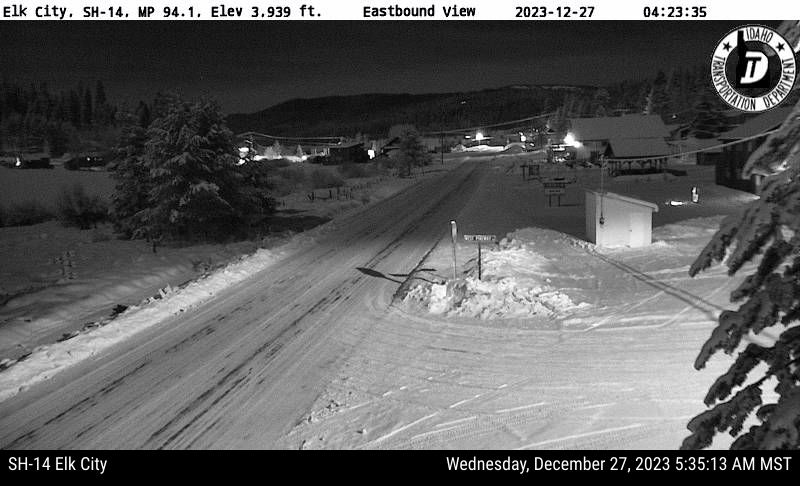 Elk City, SH-14, MP 94.1, Elev 3,939 ft. Eastbound View 2023-12-27 04:23:35
IDAHO
TRANSPORTATION DEPARTMENT
SH-14 Elk City Wednesday, December 27, 2023 5:35:13 AM MST